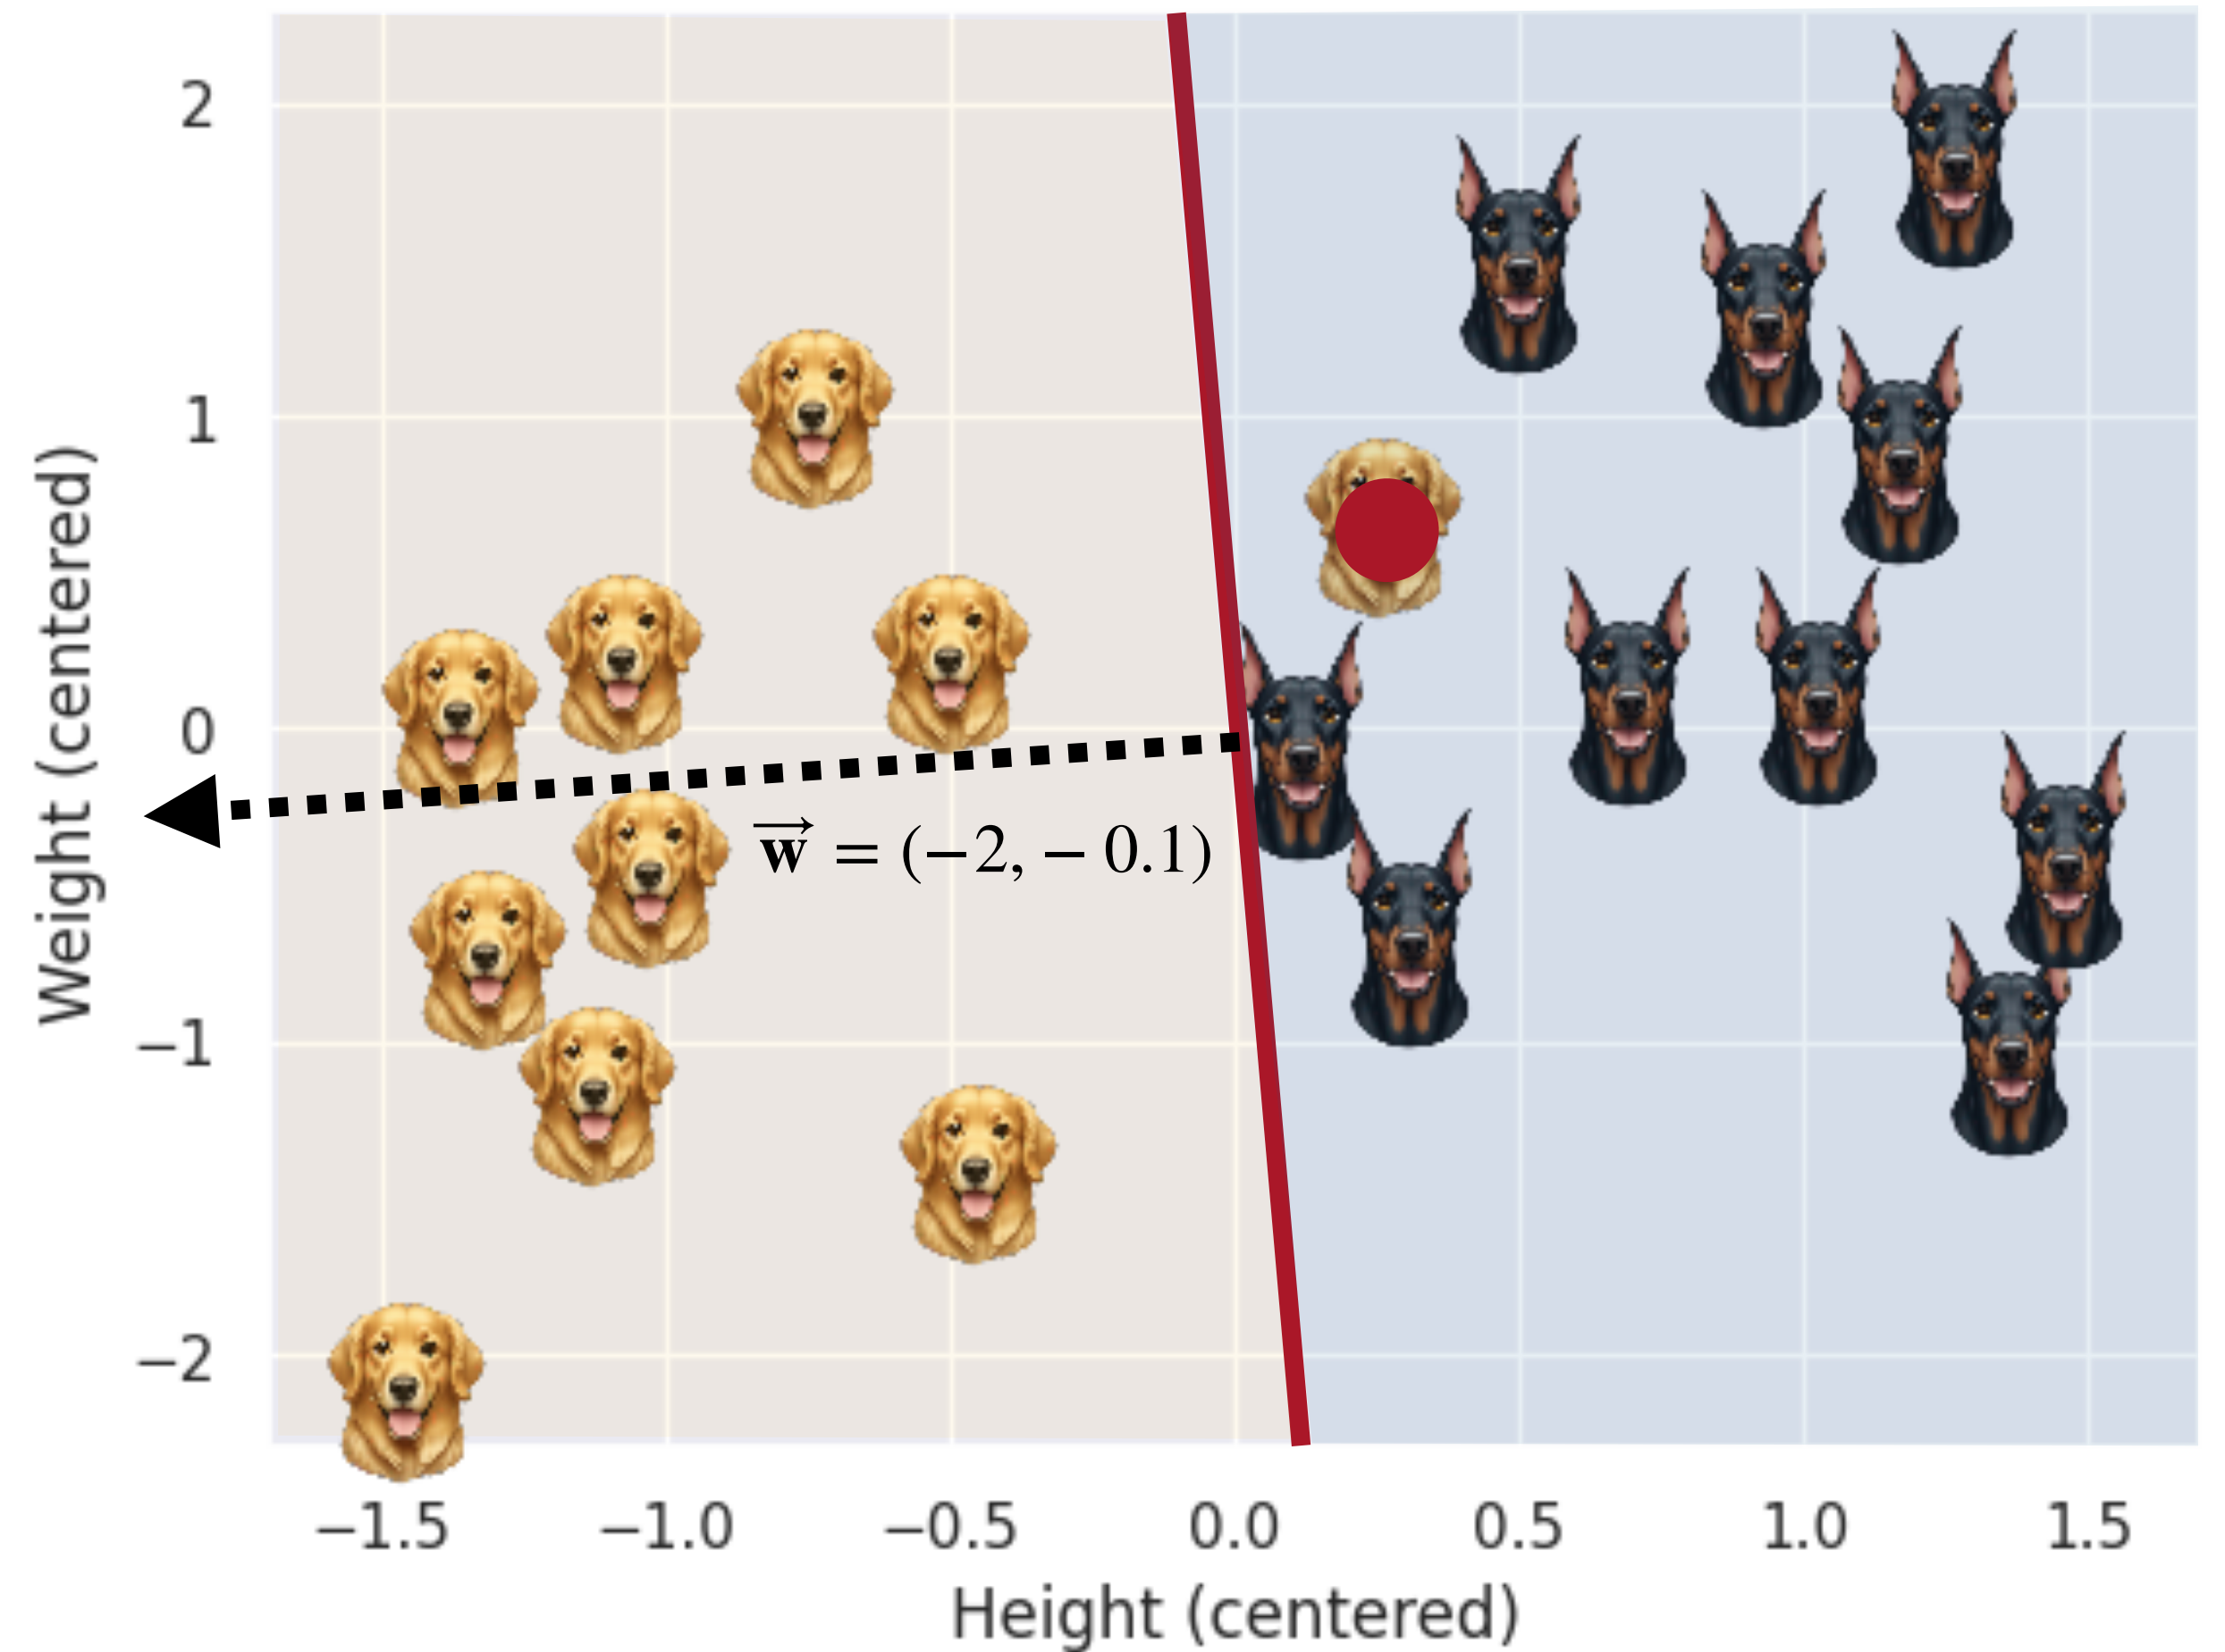 2
1
0
−1
−2
Weight (centered)
w⃗ = (−2, − 0.1)
−1.5 −1.0 −0.5 0.0 0.5 1.0 1.5
Height (centered)